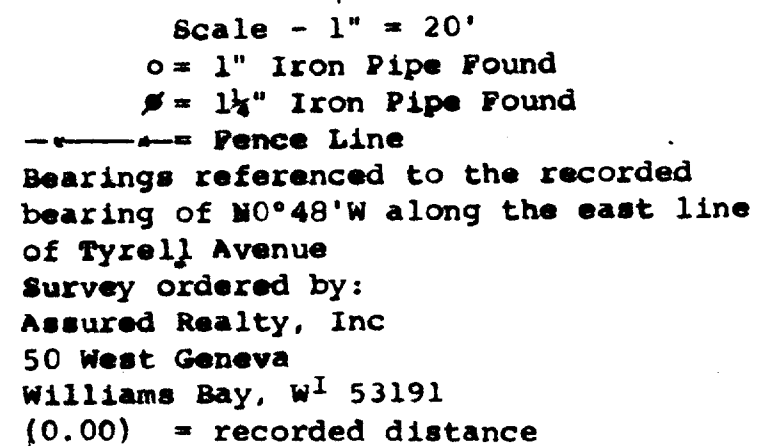 Scale - 1" = 20'
o = 1" Iron Pipe Found
ø = 1¼" Iron Pipe Found
= Fence Line
Bearings referenced to the recorded
bearing of N0°48'W along the east line
of Tyrell Avenue
Survey ordered by:
Assured Realty, Inc
50 West Geneva
Williams Bay, WI 53191
(0.00) = recorded distance